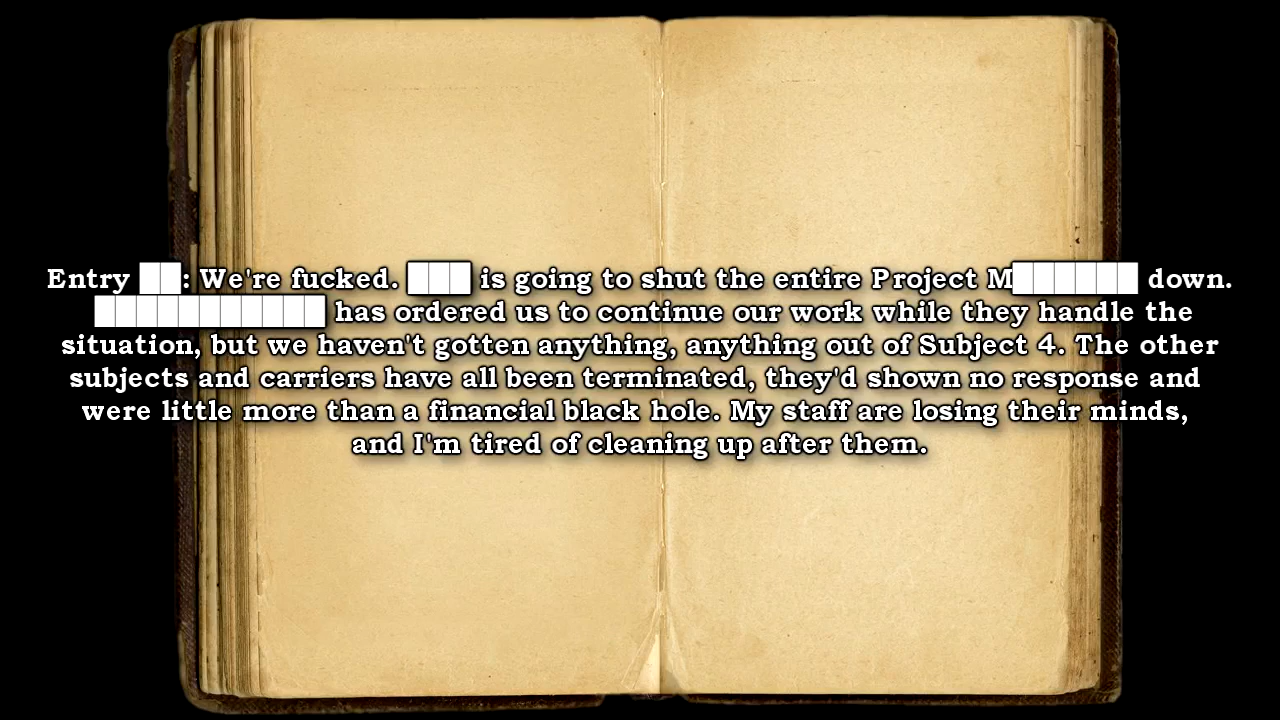 Entry ██: We're fucked. ███ is going to shut the entire Project M██████ down.
███████████ has ordered us to continue our work while they handle the
situation, but we haven't gotten anything, anything out of Subject 4. The other
subjects and carriers have all been terminated, they'd shown no response and
were little more than a financial black hole. My staff are losing their minds,
and I'm tired of cleaning up after them.